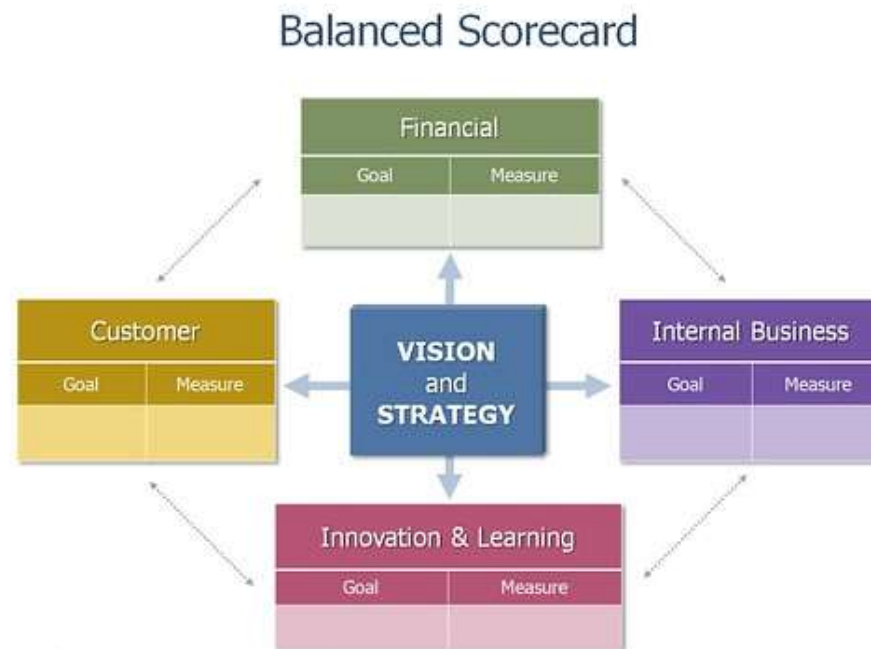 Balanced Scorecard
Financial
Goal Measure
Customer
Goal Measure
VISION
and
STRATEGY
Internal Business
Goal Measure
Innovation & Learning
Goal Measure